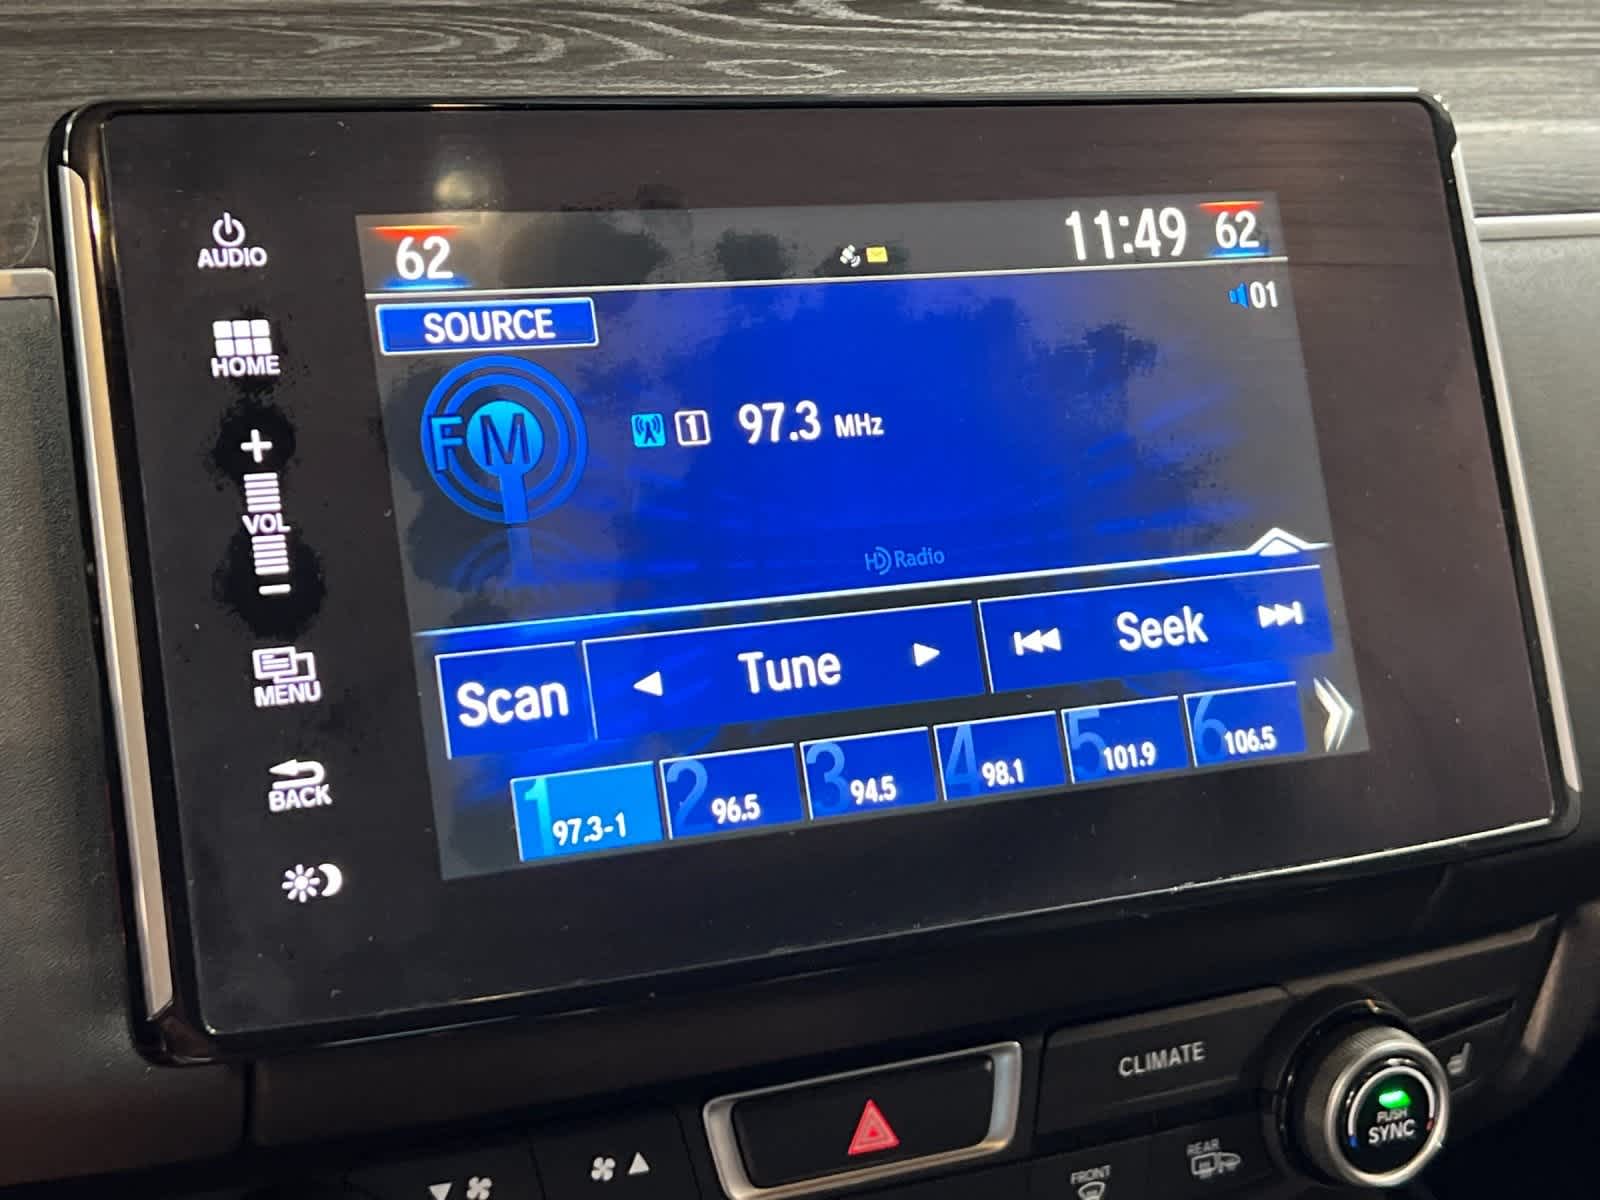 AUDIO
62
11:49
62
01
SOURCE
HOME
FM
1
97.3 MHz
VOL
HD Radio
Scan
Tune
Seek
MENU
1
97.3-1
2
96.5
3
94.5
4
98.1
5
101.9
6
106.5
BACK
CLIMATE
PUSH
SYNC
REAR
FRONT